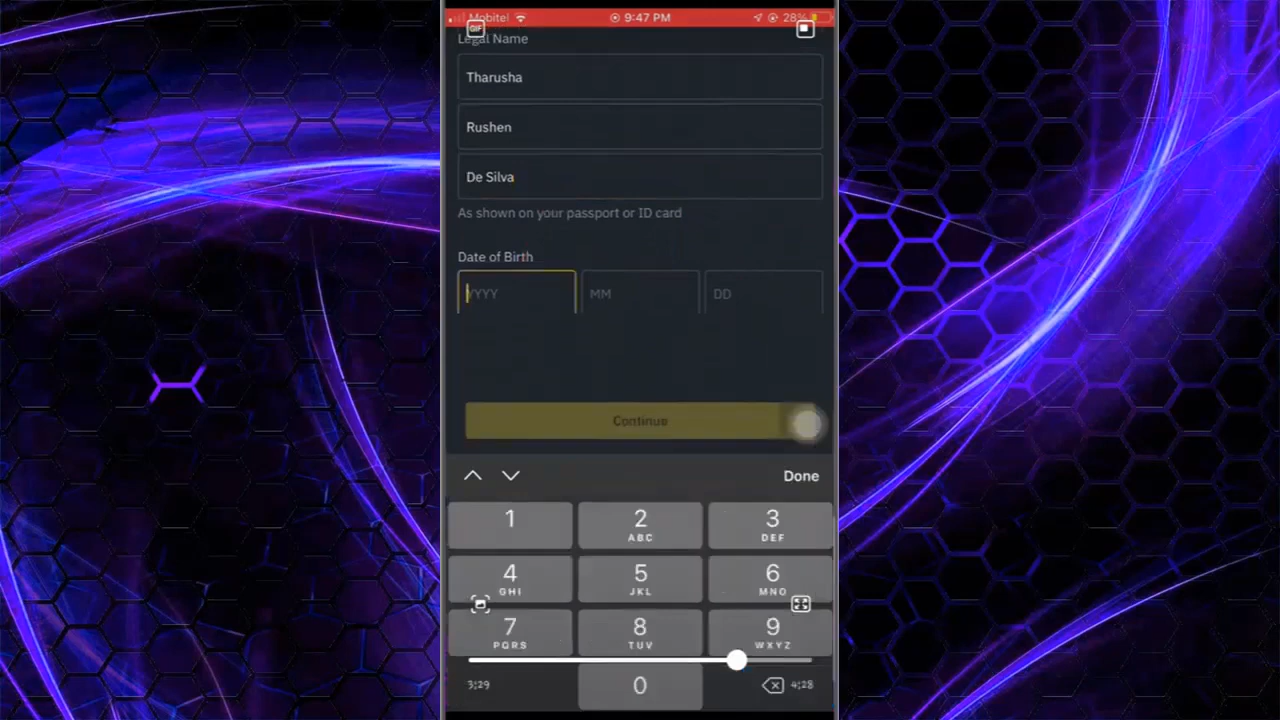 Mobitel 9:47 PM 28%
GIF
Legal Name
Tharusha
Rushen
De Silva
As shown on your passport or ID card
Date of Birth
YYYY MM DD
Continue
Done
1 2 3
ABC DEF
4 5 6
GHI JKL MNO
7 8 9
PQRS TUV WXYZ
0
3:29 4:28